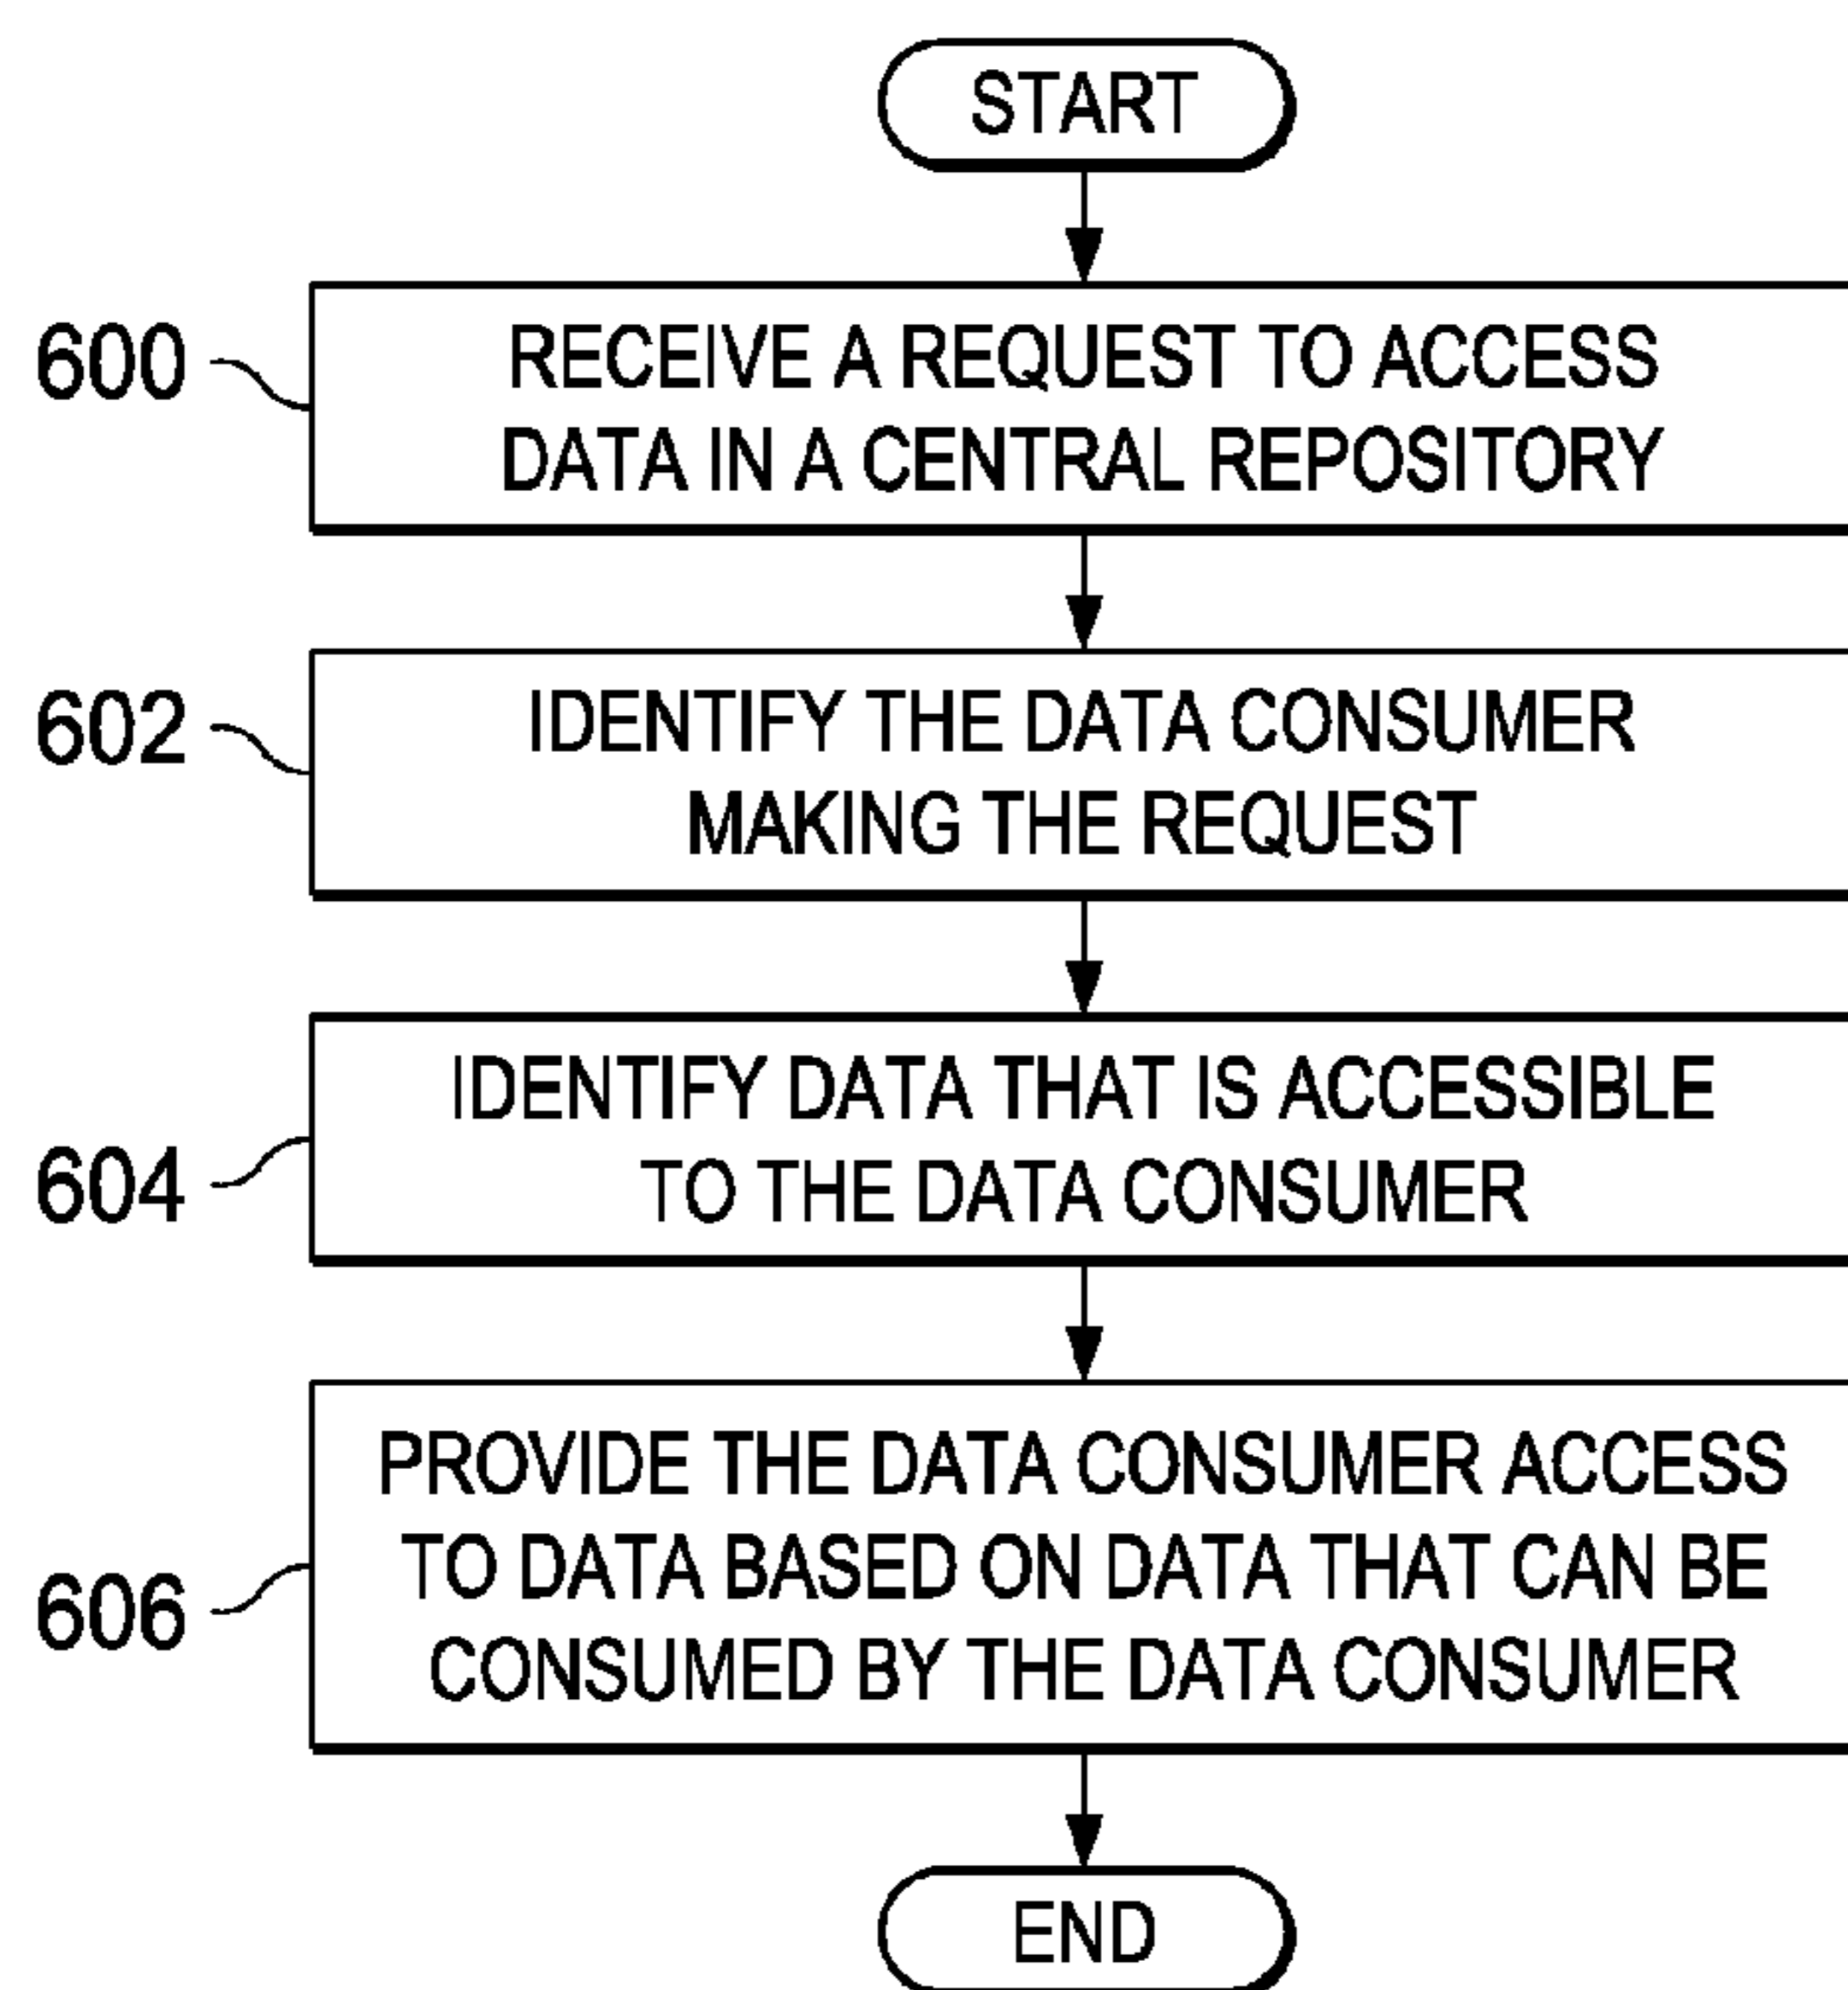 START
600
RECEIVE A REQUEST TO ACCESS
DATA IN A CENTRAL REPOSITORY
602
IDENTIFY THE DATA CONSUMER
MAKING THE REQUEST
604
IDENTIFY DATA THAT IS ACCESSIBLE
TO THE DATA CONSUMER
606
PROVIDE THE DATA CONSUMER ACCESS
TO DATA BASED ON DATA THAT CAN BE
CONSUMED BY THE DATA CONSUMER
END